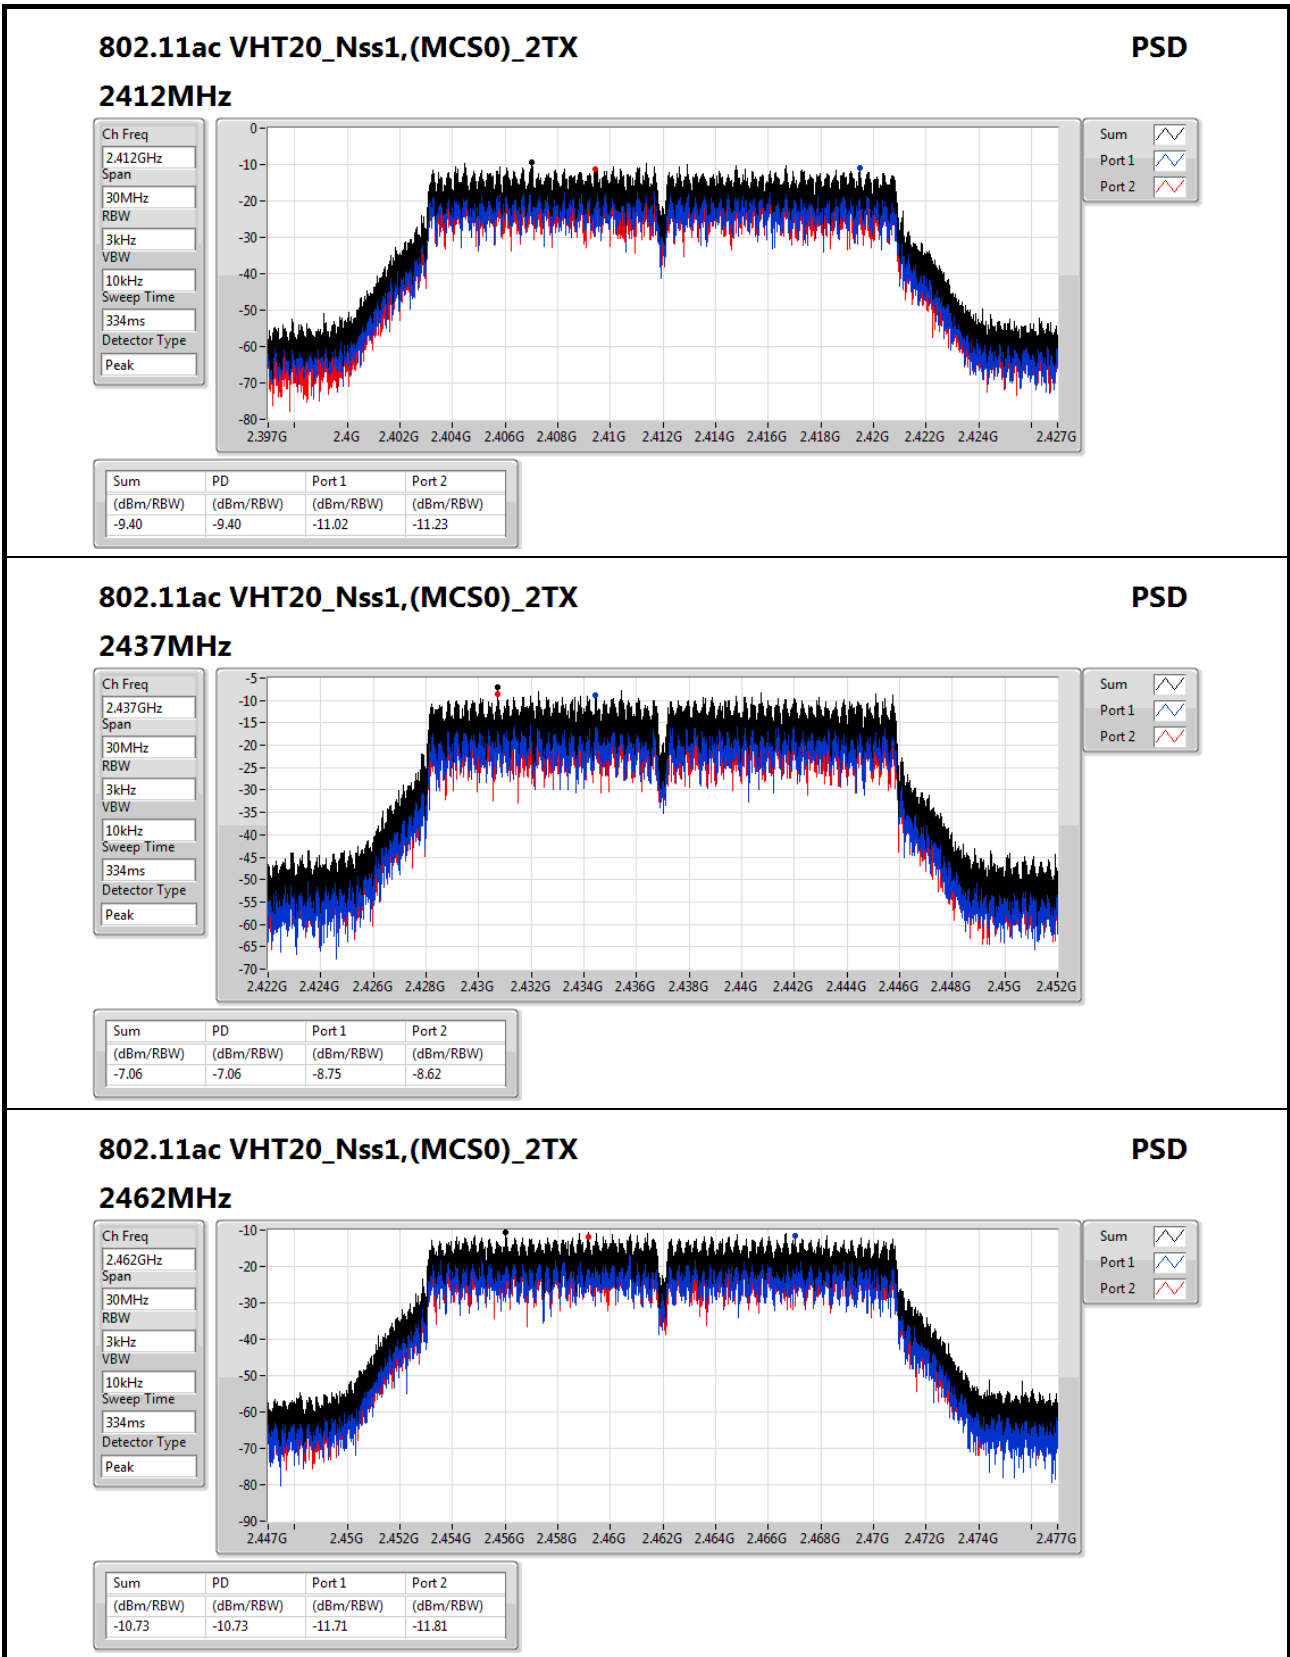 802.11ac VHT20_Nss1,(MCS0)_2TX PSD
2412MHz
Ch Freq
2.412GHz
Span
30MHz
RBW
3kHz
VBW
10kHz
Sweep Time
334ms
Detector Type
Peak
0
-10
-20
-30
-40
-50
-60
-70
-80
2.397G 2.4G 2.402G 2.404G 2.406G 2.408G 2.41G 2.412G 2.414G 2.416G 2.418G 2.42G 2.422G 2.424G 2.427G
Sum
Port 1
Port 2
Sum PD Port 1 Port 2
(dBm/RBW) (dBm/RBW) (dBm/RBW) (dBm/RBW)
-9.40 -9.40 -11.02 -11.23
802.11ac VHT20_Nss1,(MCS0)_2TX PSD
2437MHz
Ch Freq
2.437GHz
Span
30MHz
RBW
3kHz
VBW
10kHz
Sweep Time
334ms
Detector Type
Peak
-5
-10
-15
-20
-25
-30
-35
-40
-45
-50
-55
-60
-65
-70
2.422G 2.424G 2.426G 2.428G 2.43G 2.432G 2.434G 2.436G 2.438G 2.44G 2.442G 2.444G 2.446G 2.448G 2.45G 2.452G
Sum
Port 1
Port 2
Sum PD Port 1 Port 2
(dBm/RBW) (dBm/RBW) (dBm/RBW) (dBm/RBW)
-7.06 -7.06 -8.75 -8.62
802.11ac VHT20_Nss1,(MCS0)_2TX PSD
2462MHz
Ch Freq
2.462GHz
Span
30MHz
RBW
3kHz
VBW
10kHz
Sweep Time
334ms
Detector Type
Peak
-10
-20
-30
-40
-50
-60
-70
-80
-90
2.447G 2.45G 2.452G 2.454G 2.456G 2.458G 2.46G 2.462G 2.464G 2.466G 2.468G 2.47G 2.472G 2.474G 2.477G
Sum
Port 1
Port 2
Sum PD Port 1 Port 2
(dBm/RBW) (dBm/RBW) (dBm/RBW) (dBm/RBW)
-10.73 -10.73 -11.71 -11.81